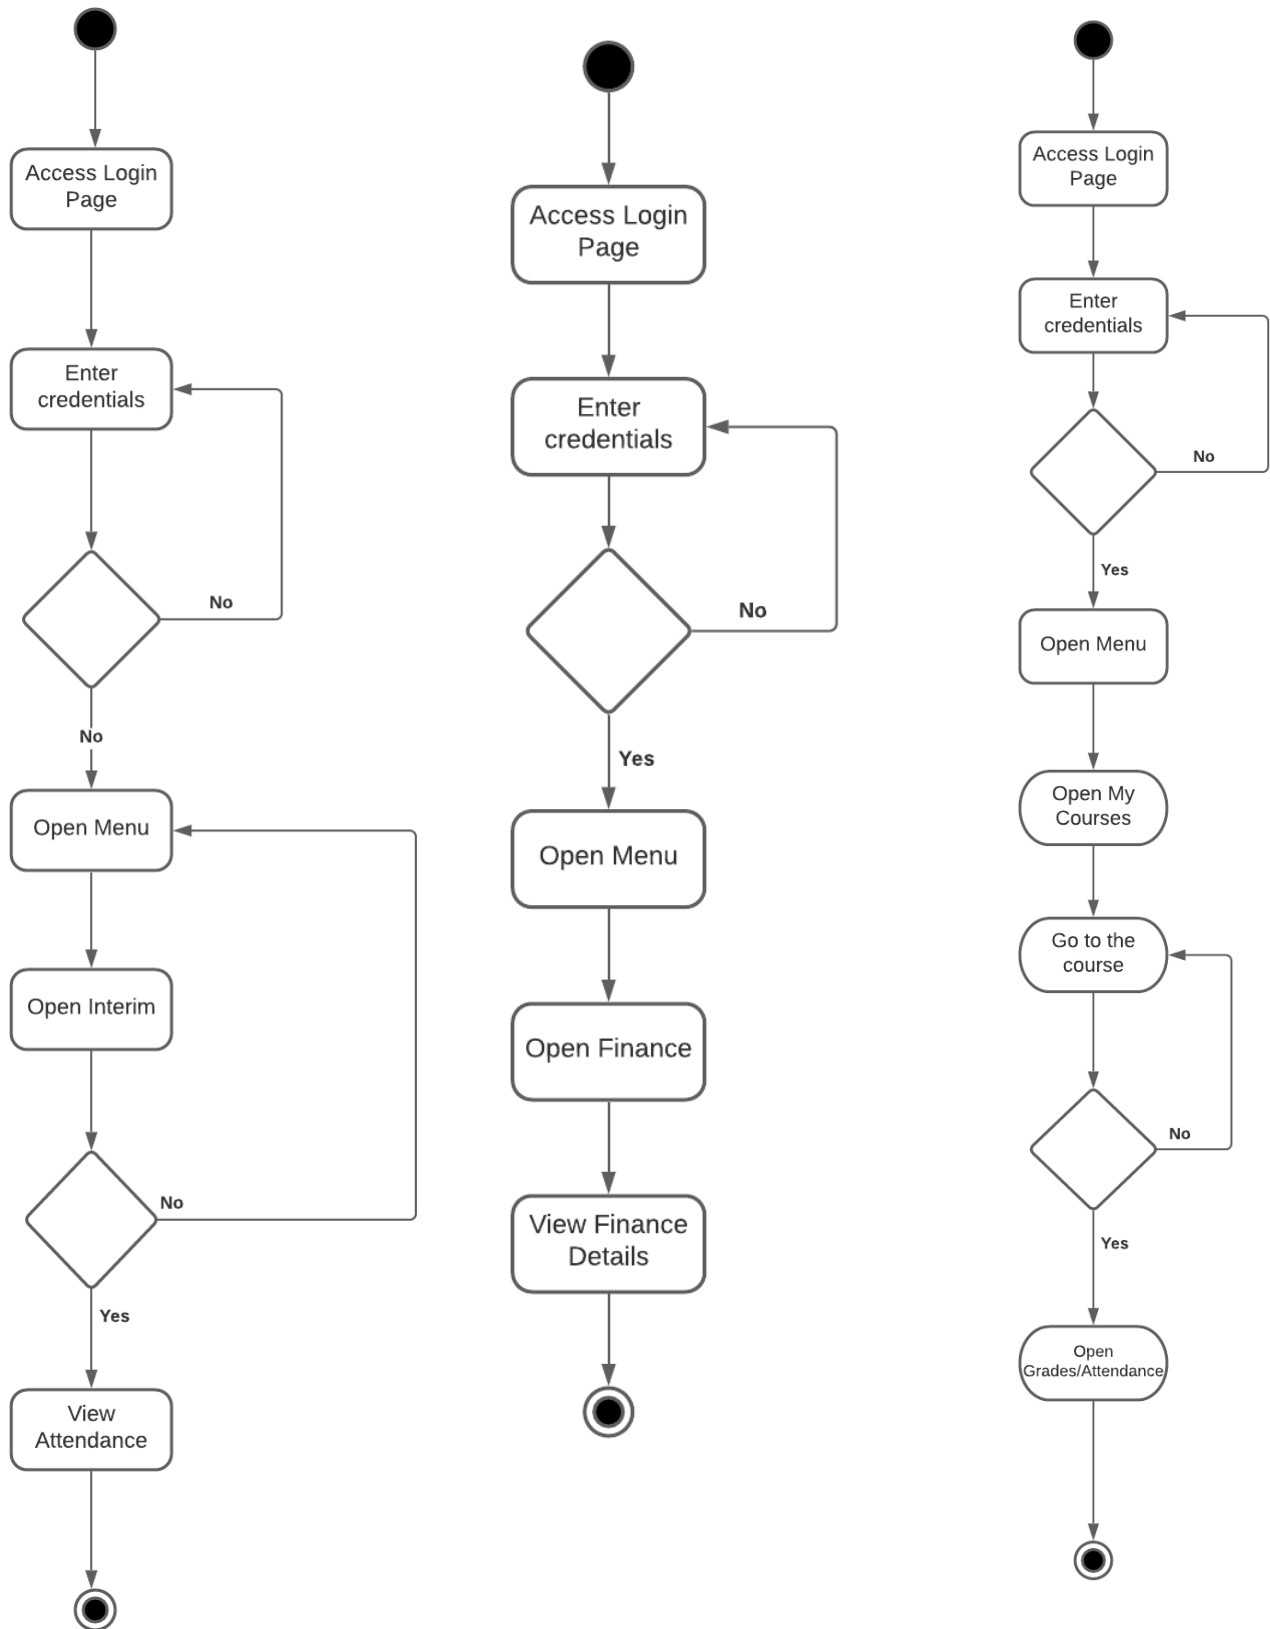 Access Login
Page
Enter
credentials
No
No
Open Menu
Open Interim
No
Yes
View
Attendance
Access Login
Page
Enter
credentials
No
Yes
Open Menu
Open Finance
View Finance
Details
Access Login
Page
Enter
credentials
No
Yes
Open Menu
Open My
Courses
Go to the
course
No
Yes
Open
Grades/Attendance